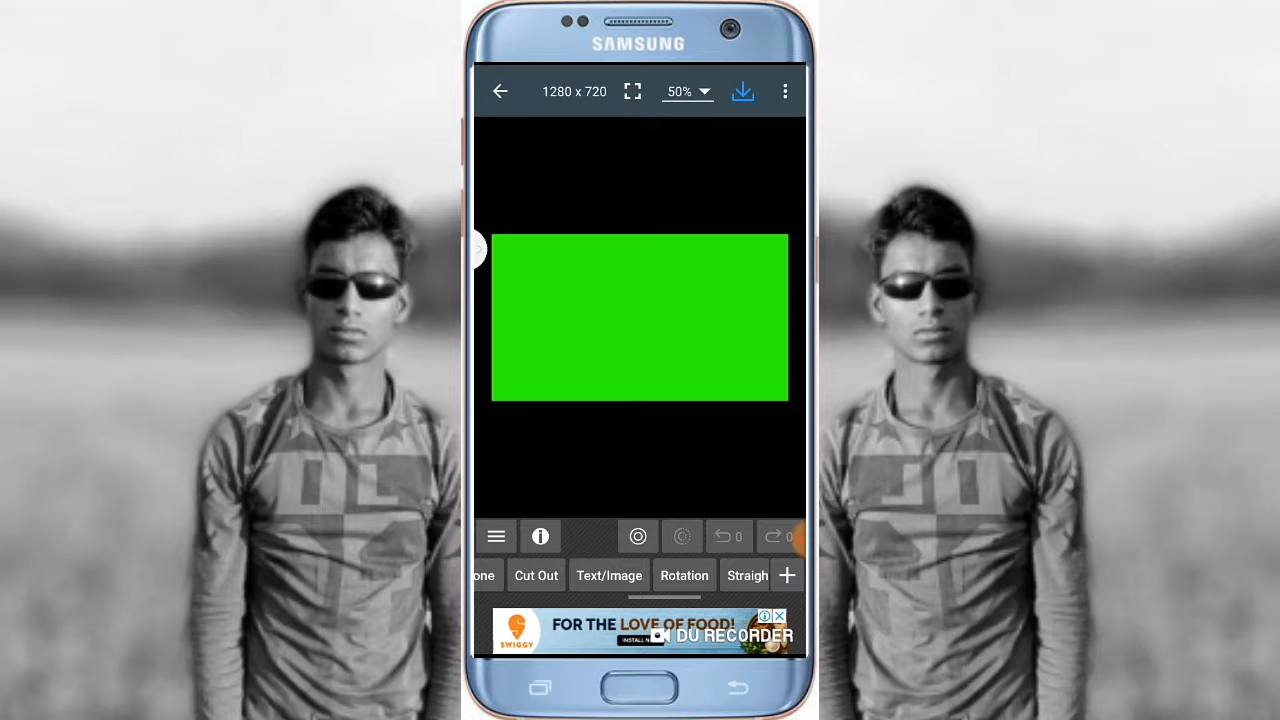 SAMSUNG
1280 x 720
50%
0
0
one
Cut Out
Text/Image
Rotation
Straigh
FOR THE LOVE OF FOOD!
SWIGGY
DU RECORDER